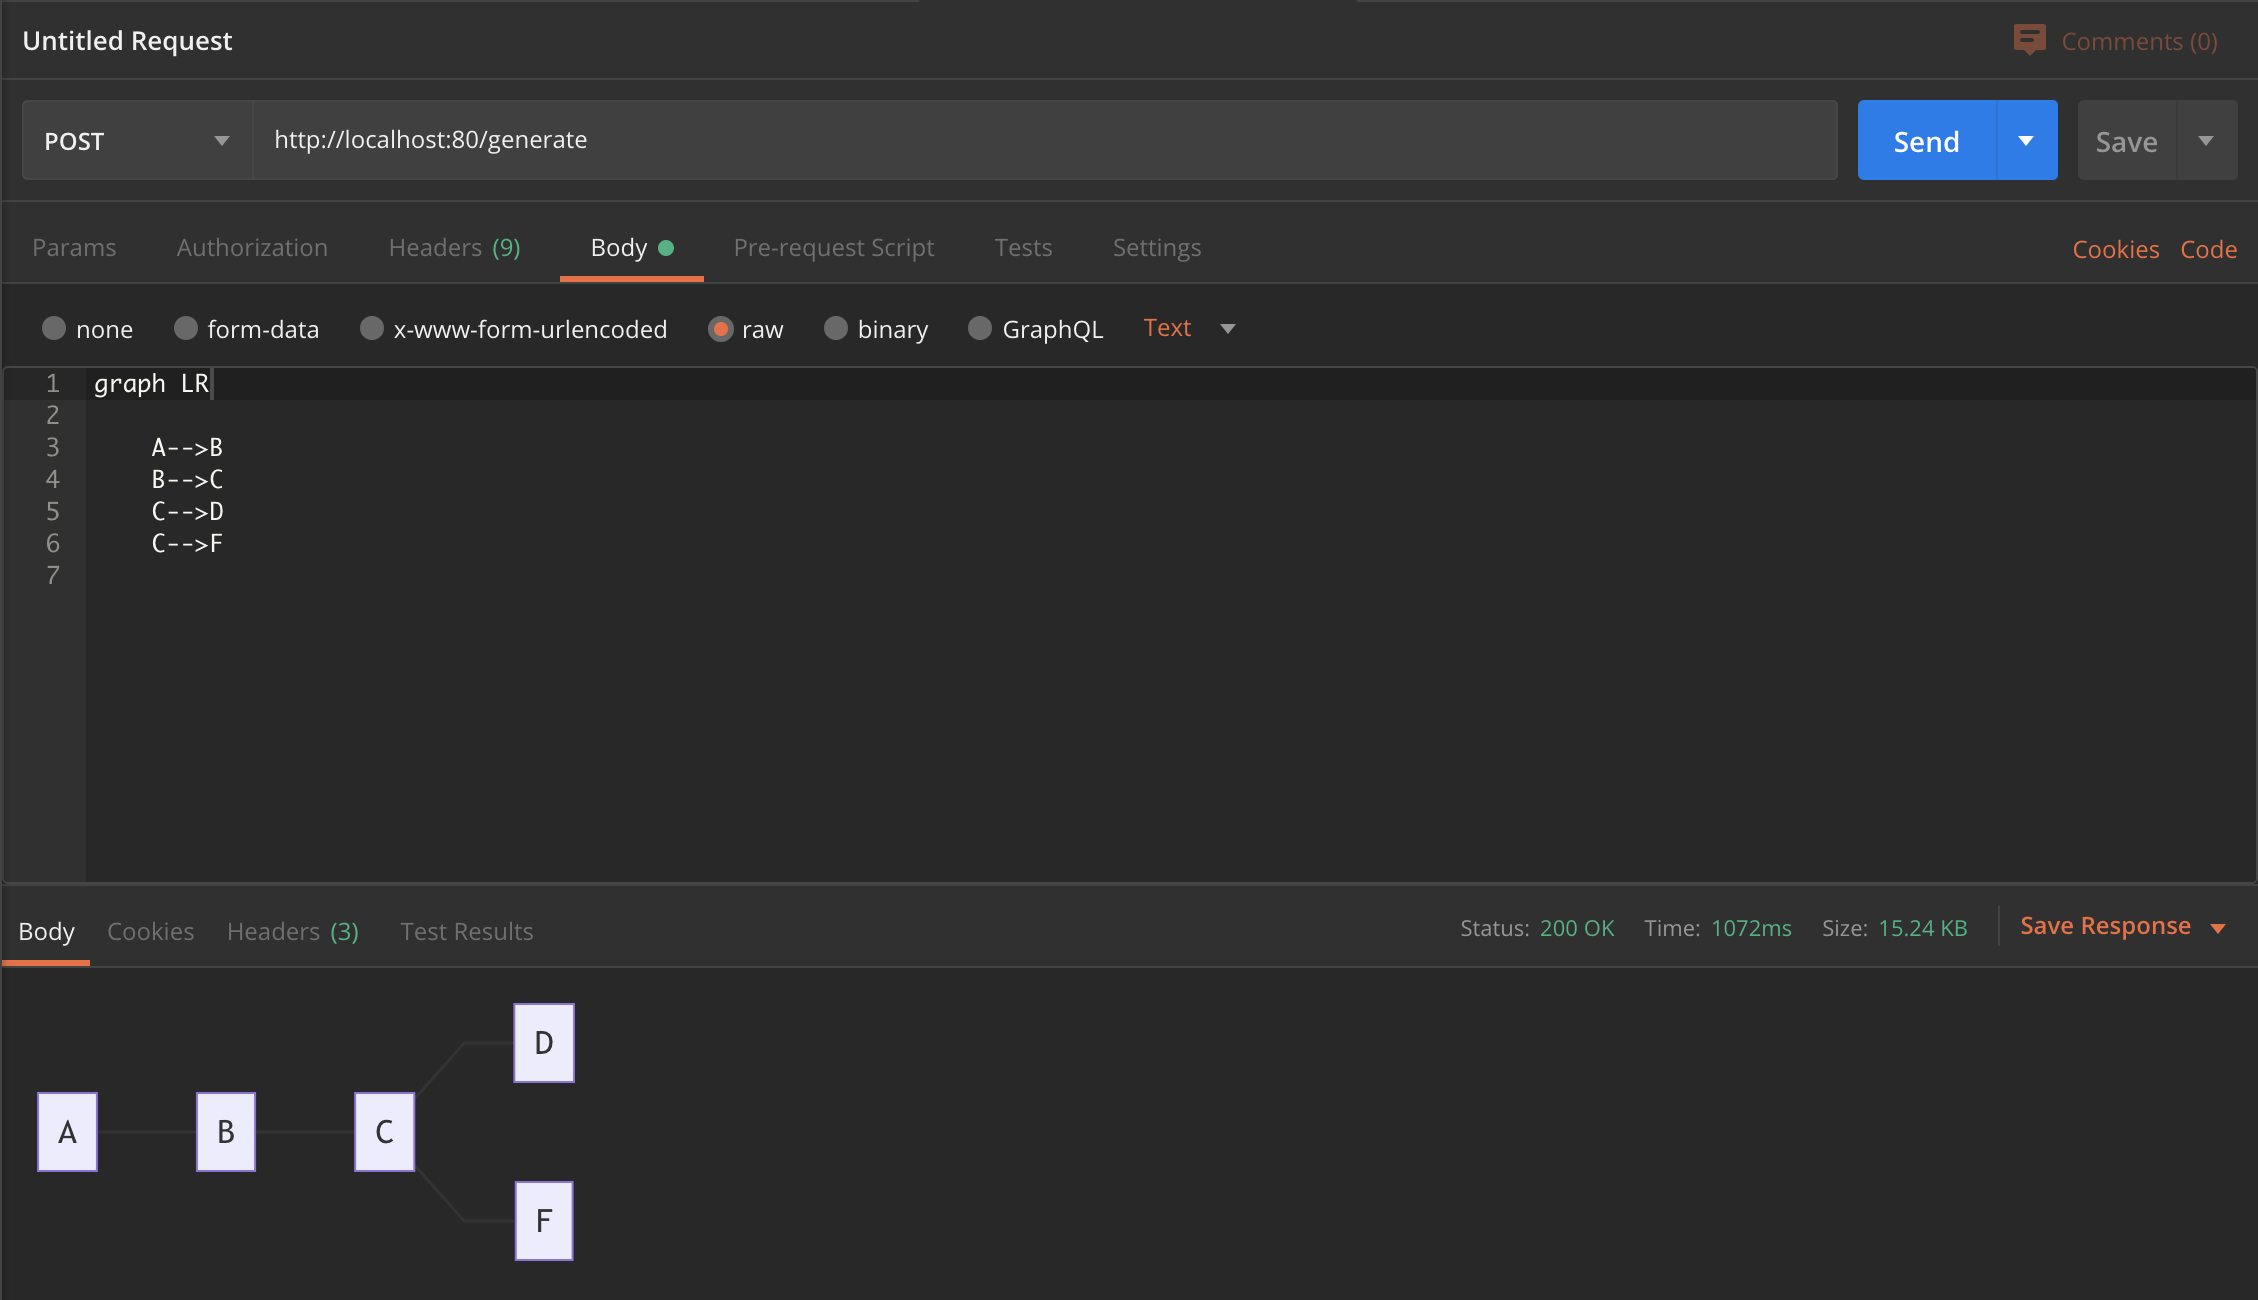 Untitled Request
Comments (0)
POST
http://localhost:80/generate
Send
Save
Params Authorization Headers (9) Body Pre-request Script Tests Settings Cookies Code
none form-data x-www-form-urlencoded raw binary GraphQL Text
1 graph LR
2
3 A-->B
4 B-->C
5 C-->D
6 C-->F
7
Body Cookies Headers (3) Test Results Status: 200 OK Time: 1072ms Size: 15.24 KB Save Response
D
A B C
F